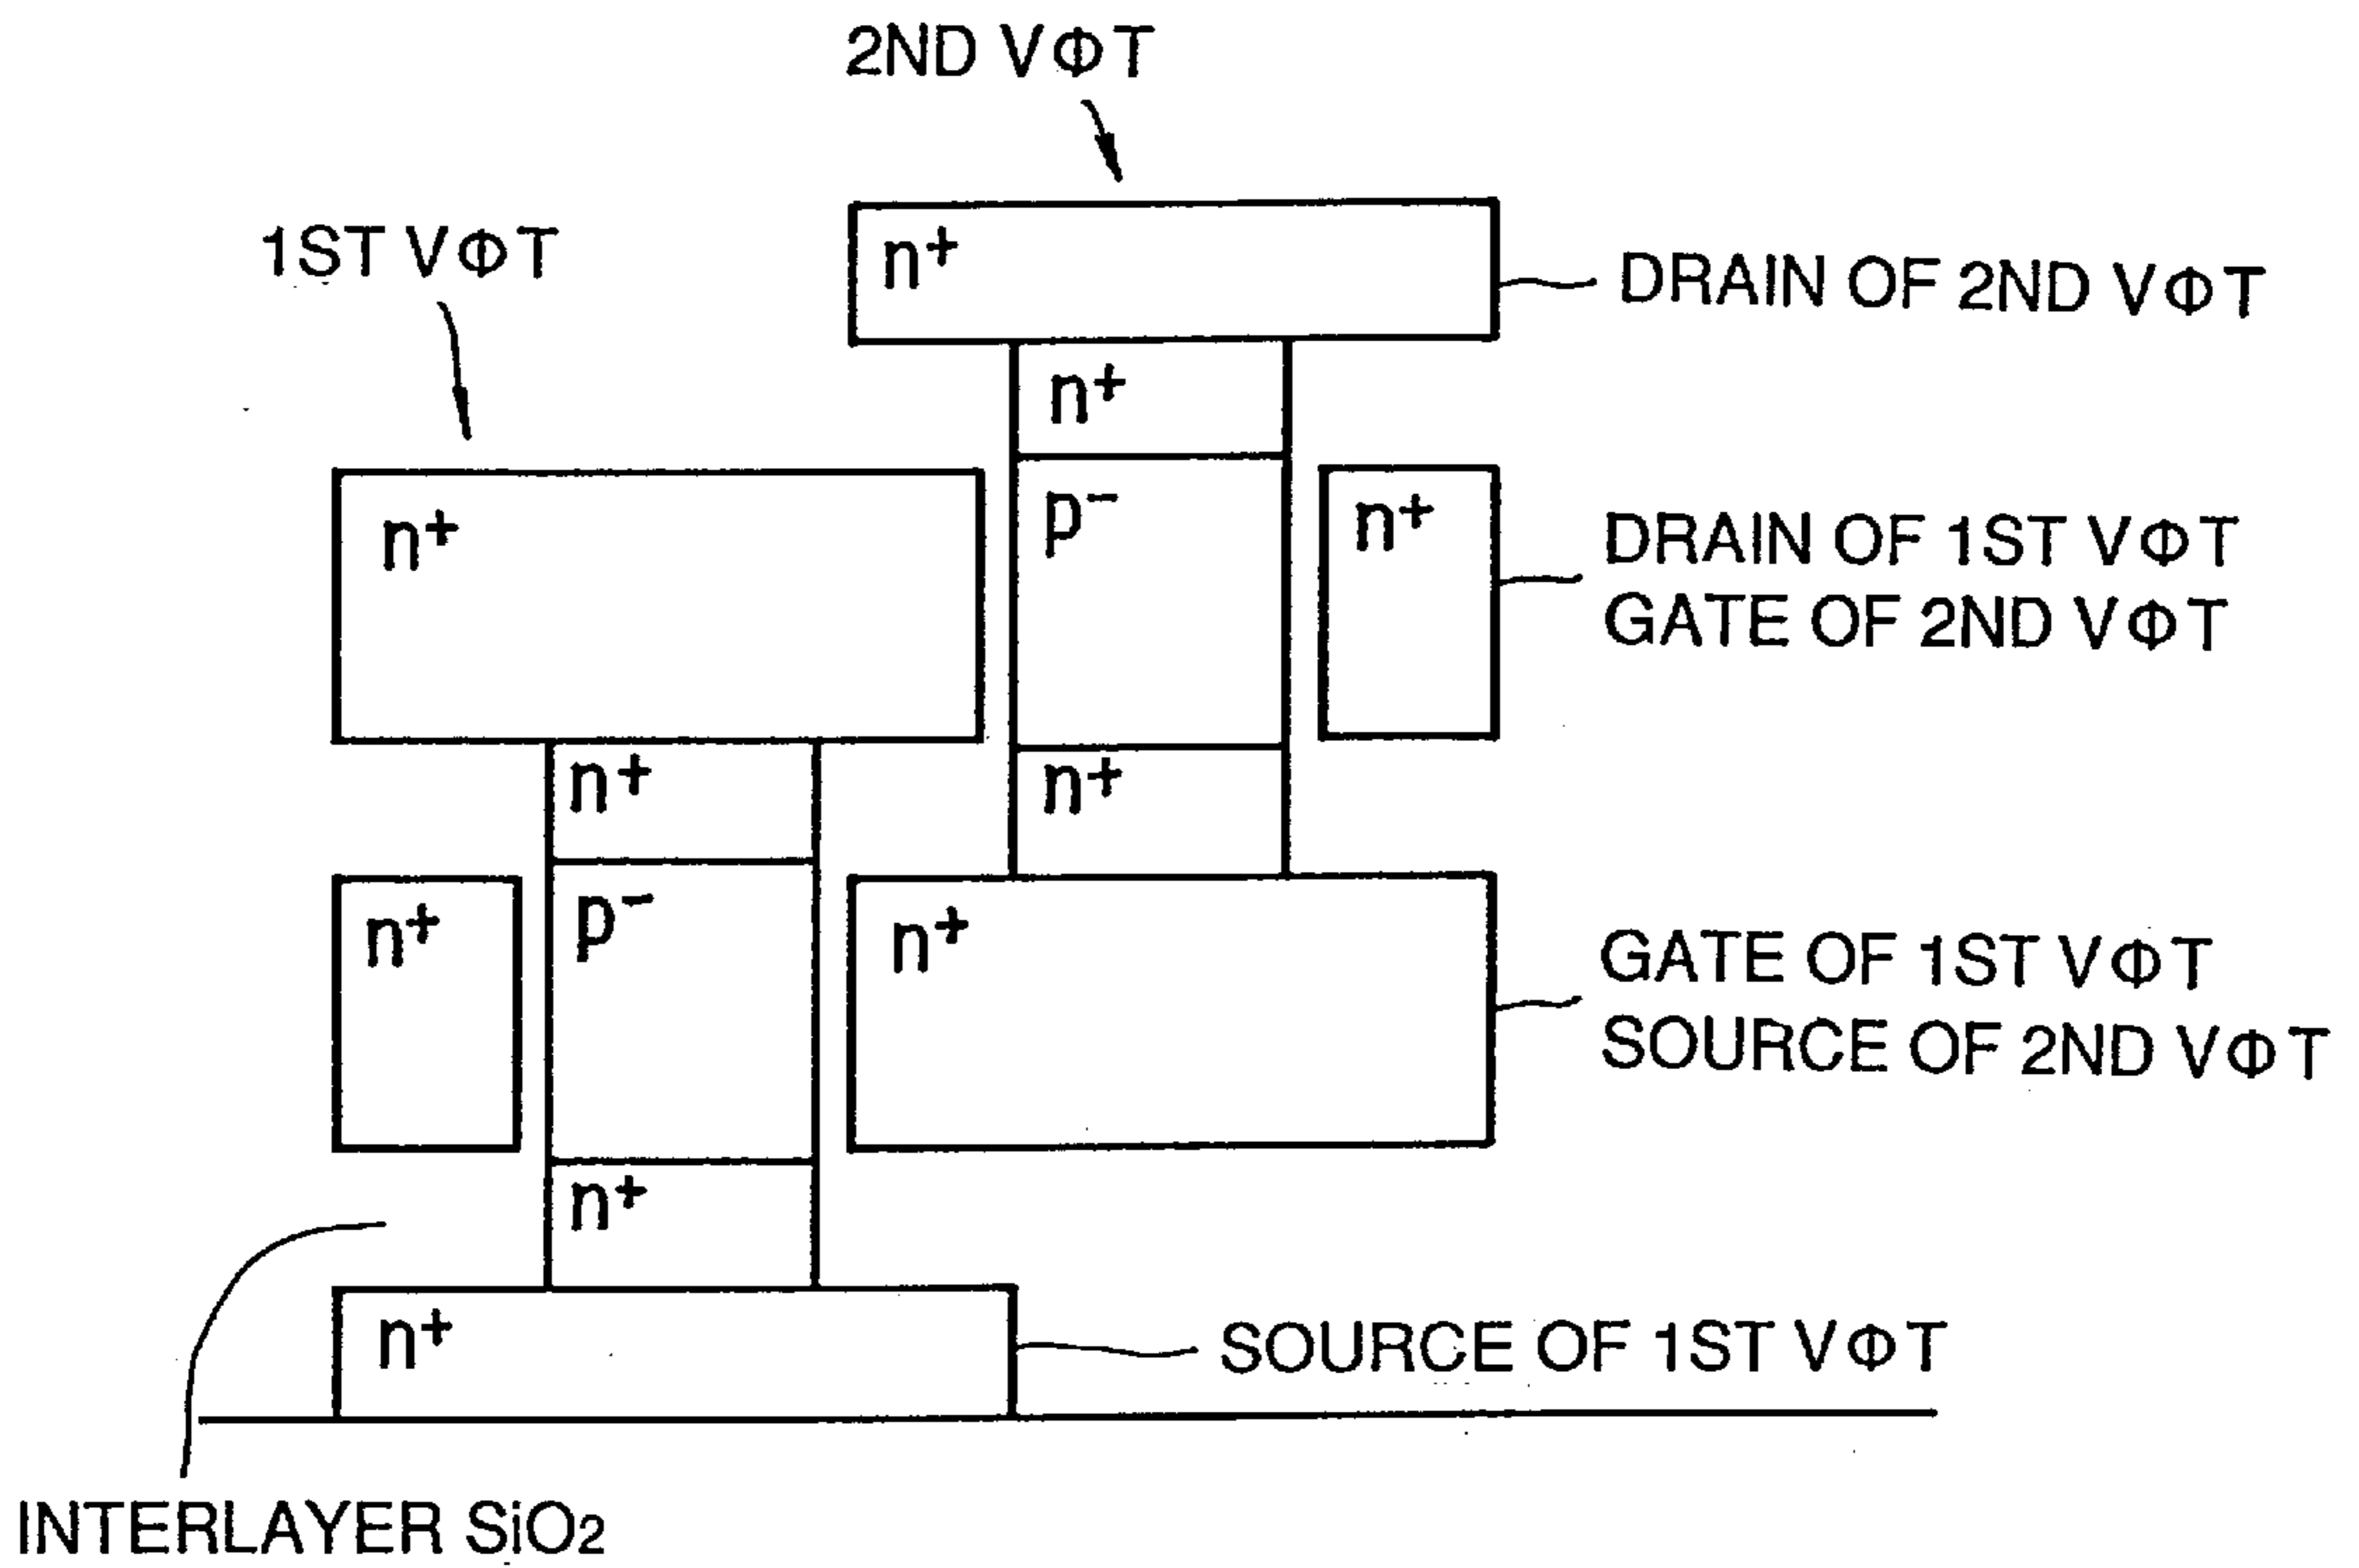 2ND VΦT
1ST VΦT
n+
DRAIN OF 2ND VΦT
n+
n+
p-
n+
DRAIN OF 1ST VΦT
GATE OF 2ND VΦT
n+
n+
n+
p-
n+
GATE OF 1ST VΦT
SOURCE OF 2ND VΦT
n+
n+
SOURCE OF 1ST VΦT
INTERLAYER SiO2